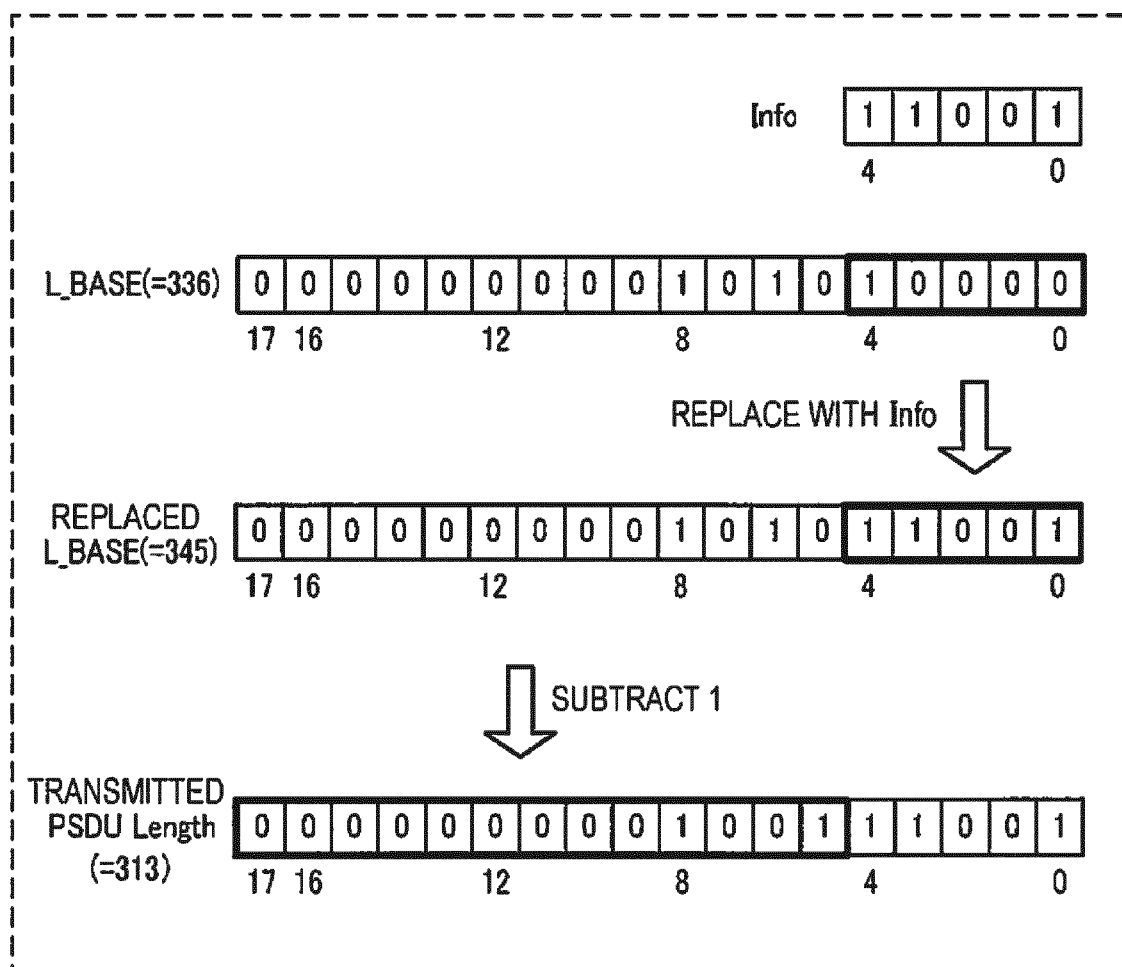 Info 1 1 0 0 1
4 0
L_BASE(=336) 0 0 0 0 0 0 0 0 0 1 0 1 0 1 0 0 0 0
17 16 12 8 4 0
REPLACE WITH Info
REPLACED
L_BASE(=345) 0 0 0 0 0 0 0 0 0 1 0 1 0 1 1 0 0 1
17 16 12 8 4 0
SUBTRACT 1
TRANSMITTED
PSDU Length 0 0 0 0 0 0 0 0 0 1 0 0 1 1 1 0 0 1
(=313)
17 16 12 8 4 0